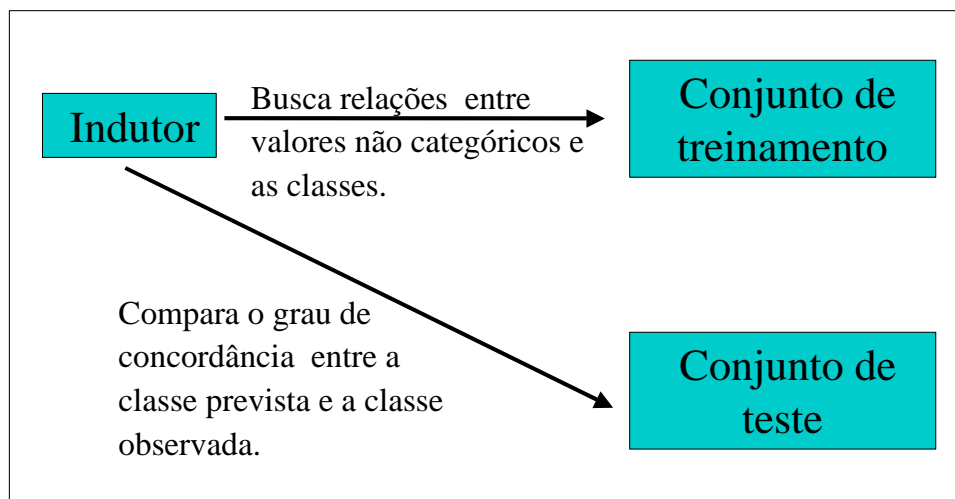 Indutor
Busca relações entre
valores não categóricos e
as classes.
Conjunto de
treinamento
Compara o grau de
concordância entre a
classe prevista e a classe
observada.
Conjunto de
teste